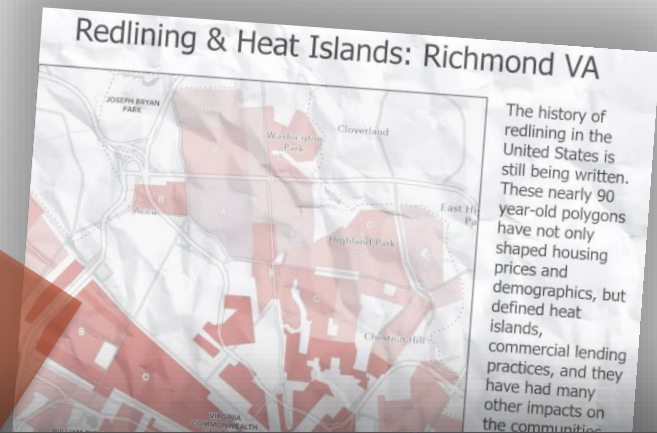 Redlining & Heat Islands: Richmond VA
JOSEPH BRYAN
PARK
Washington
Park
Cloverland
The history of
redlining in the
United States is
still being written.
These nearly 90
year-old polygons
have not only
shaped housing
prices and
demographics, but
defined heat
islands,
commercial lending
practices, and they
have had many
other impacts on
the communities
East Hi
Pa
Highland Park
Chestnut Hill
VIRGINIA
COMMONWEALTH